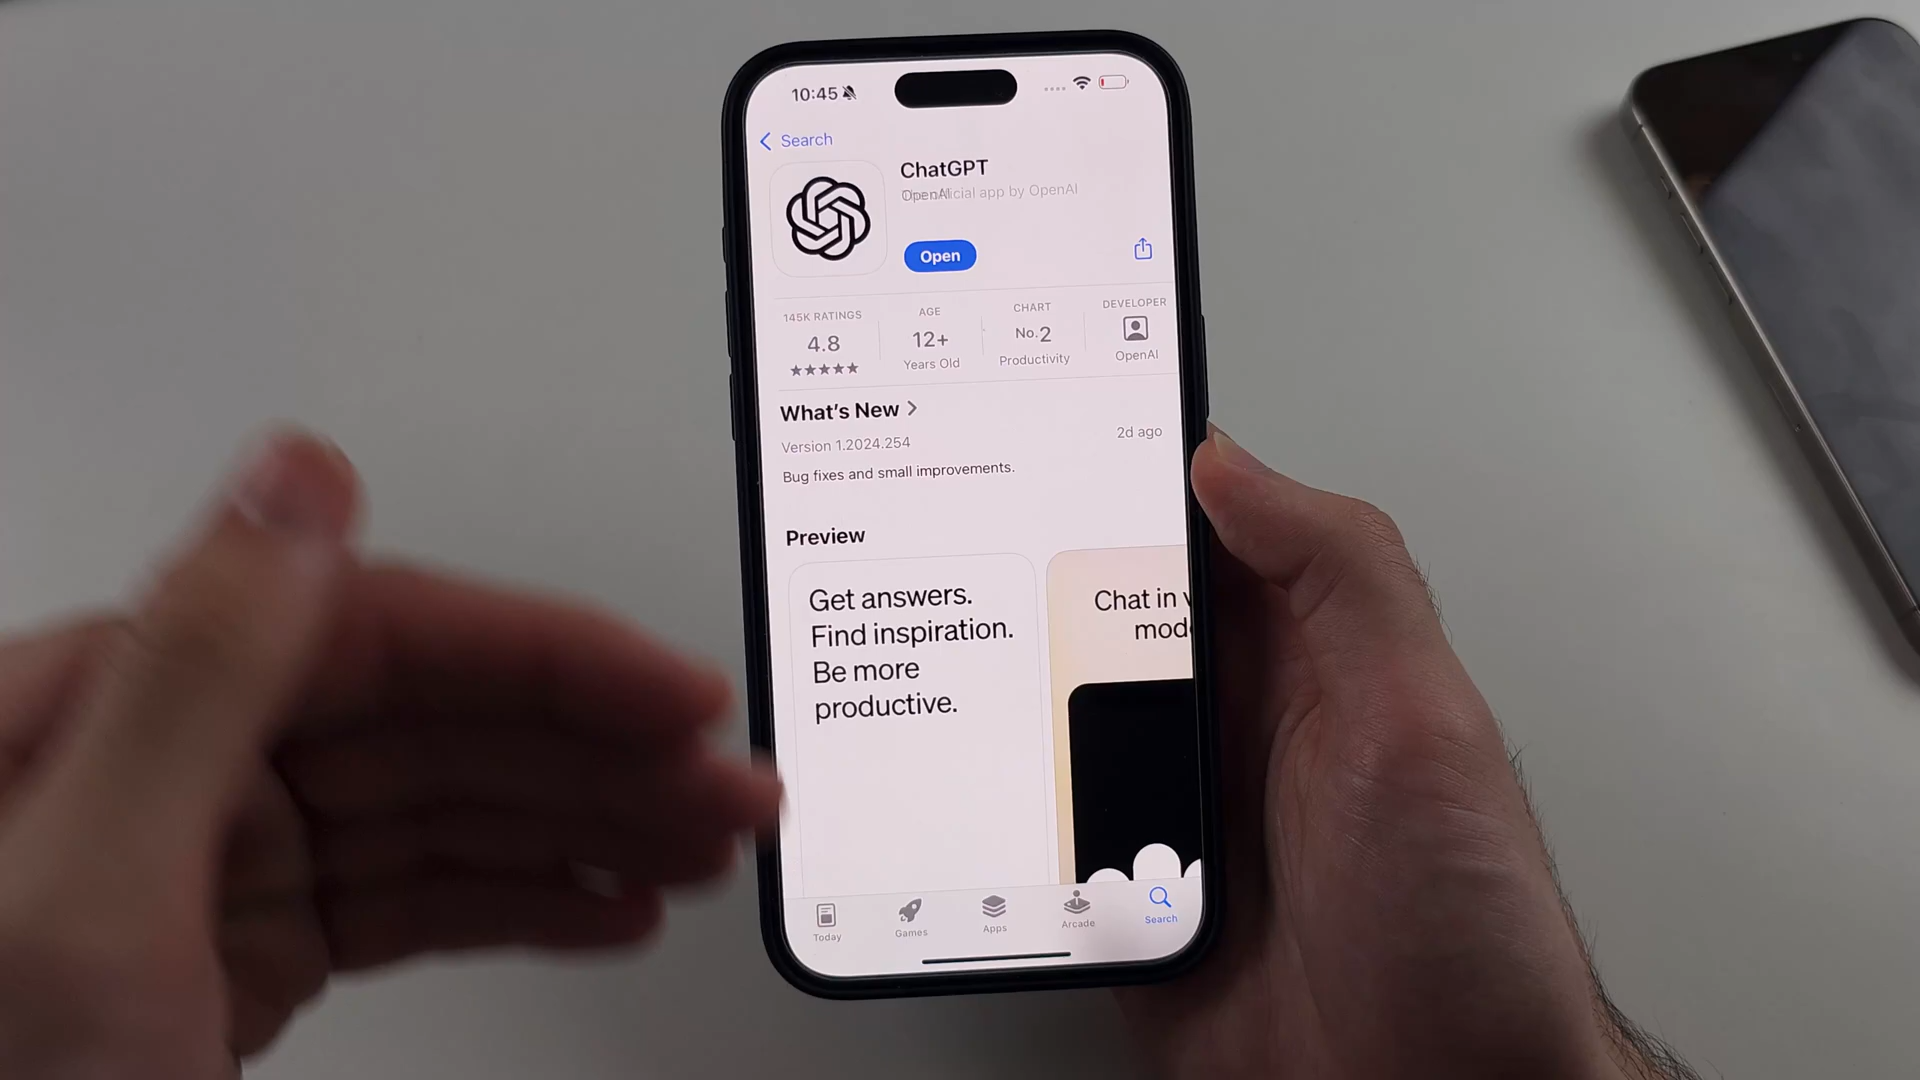 10:45
Search
ChatGPT
official app by OpenAI
Open
145K RATINGS
4.8
AGE
12+
Years Old
CHART
No.2
Productivity
DEVELOPER
OpenAI
What's New
Version 1.2024.254
2d ago
Bug fixes and small improvements.
Preview
Get answers.
Find inspiration.
Be more
productive.
Chat in
Today
Games
Apps
Arcade
Search